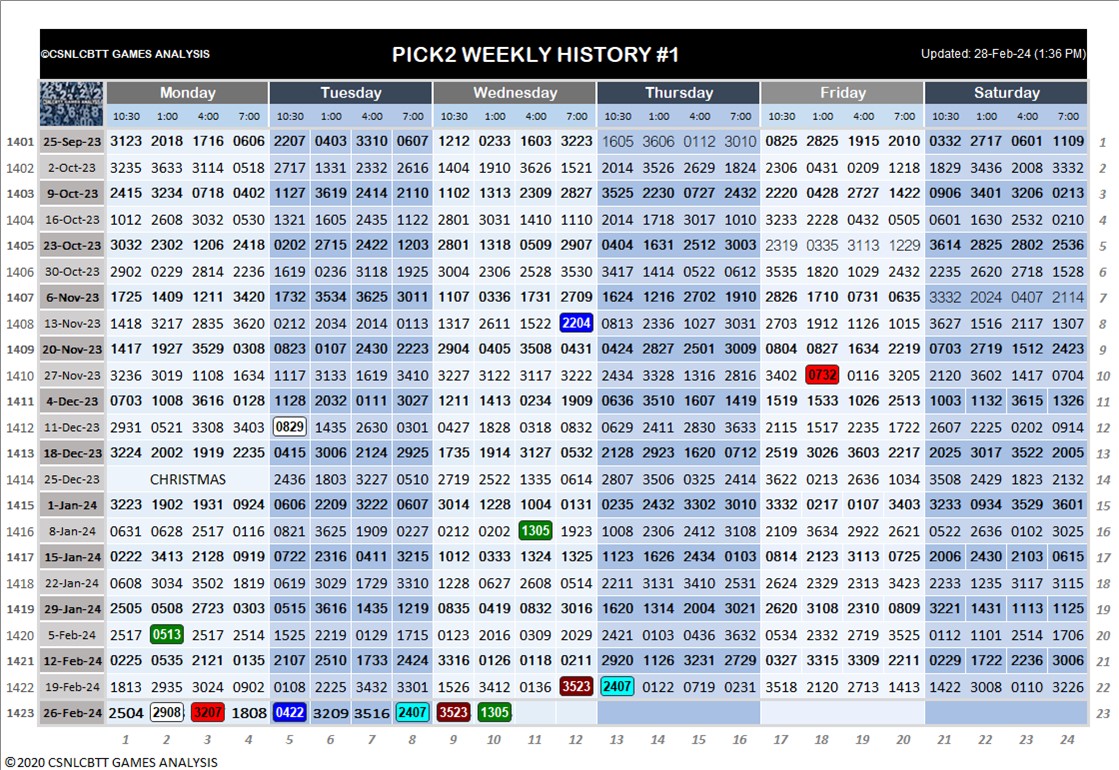 ©CSNLCBTT GAMES ANALYSIS PICK2 WEEKLY HISTORY #1 Updated: 28-Feb-24 (1:36 PM)
Monday Tuesday Wednesday Thursday Friday Saturday
10:30 1:00 4:00 7:00 10:30 1:00 4:00 7:00 10:30 1:00 4:00 7:00 10:30 1:00 4:00 7:00 10:30 1:00 4:00 7:00 10:30 1:00 4:00 7:00
1401 25-Sep-23 3123 2018 1716 0606 2207 0403 3310 0607 1212 0233 1603 3223 1605 3606 0112 3010 0825 2825 1915 2010 0332 2717 0601 1109 1
1402 2-Oct-23 3235 3633 3114 0518 2717 1331 2332 2616 1404 1910 3626 1521 2014 3526 2629 1824 2306 0431 0209 1218 1829 3436 2008 3332 2
1403 9-Oct-23 2415 3234 0718 0402 1127 3619 2414 2110 1102 1313 2309 2827 3525 2230 0727 2432 2220 0428 2727 1422 0906 3401 3206 0213 3
1404 16-Oct-23 1012 2608 3032 0530 1321 1605 2435 1122 2801 3031 1410 1110 2014 1718 3017 1010 3233 2228 0432 0505 0601 1630 2532 0210 4
1405 23-Oct-23 3032 2302 1206 2418 0202 2715 2422 1203 2801 1318 0509 2907 0404 1631 2512 3003 2319 0335 3113 1229 3614 2825 2802 2536 5
1406 30-Oct-23 2902 0229 2814 2236 1619 0236 3118 1925 3004 2306 2528 3530 3417 1414 0522 0612 3535 1820 1029 2432 2235 2620 2718 1528 6
1407 6-Nov-23 1725 1409 1211 3420 1732 3534 3625 3011 1107 0336 1731 2709 1624 1216 2702 1910 2826 1710 0731 0635 3332 2024 0407 2114 7
1408 13-Nov-23 1418 3217 2835 3620 0212 2034 2014 0113 1317 2611 1522 2204 0813 2336 1027 3031 2703 1912 1126 1015 3627 1516 2117 1307 8
1409 20-Nov-23 1417 1927 3529 0308 0823 0107 2430 2223 2904 0405 3508 0431 0424 2827 2501 3009 0804 0827 1634 2219 0703 2719 1512 2423 9
1410 27-Nov-23 3236 3019 1108 1634 1117 3133 1619 3410 3227 3122 3117 3222 2434 3328 1316 2816 3402 0732 0116 3205 2120 3602 1417 0704 10
1411 4-Dec-23 0703 1008 3616 0128 1128 2032 0111 3027 1211 1413 0234 1909 0636 3510 1607 1419 1519 1533 1026 2513 1003 1132 3615 1326 11
1412 11-Dec-23 2931 0521 3308 3403 0829 1435 2630 0301 0427 1828 0318 0832 0629 2411 2830 3633 2115 1517 2235 1722 2607 2225 0202 0914 12
1413 18-Dec-23 3224 2002 1919 2235 0415 3006 2124 2925 1735 1914 3127 0532 2128 2923 1620 0712 2519 3026 3603 2217 2025 3017 3522 2005 13
1414 25-Dec-23 CHRISTMAS 2436 1803 3227 0510 2719 2522 1335 0614 2807 3506 0325 2414 3622 0213 2636 1034 3508 2429 1823 2132 14
1415 1-Jan-24 3223 1902 1931 0924 0606 2209 3222 0607 3014 1228 1004 0131 0235 2432 3302 3010 3332 0217 0107 3403 3233 0934 3529 3601 15
1416 8-Jan-24 0631 0628 2517 0116 0821 3625 1909 0227 0212 0202 1305 1923 1008 2306 2412 3108 2109 3634 2922 2621 0522 2636 0102 3025 16
1417 15-Jan-24 0222 3413 2128 0919 0722 2316 0411 3215 1012 0333 1324 1325 1123 1626 2434 0103 0814 2123 3113 0725 2006 2430 2103 0615 17
1418 22-Jan-24 0608 3034 3502 1819 0619 3029 1729 3310 1228 0627 2608 0514 2211 3131 3410 2531 2624 2329 2313 3423 2233 1235 3117 3115 18
1419 29-Jan-24 2505 0508 2723 0303 0515 3616 1435 1219 0835 0419 0832 3016 1620 1314 2004 3021 2620 3108 2310 0809 3221 1431 1113 1125 19
1420 5-Feb-24 2517 0513 2517 2514 1525 2219 0129 1715 0123 2016 0309 2029 2421 0103 0436 3632 0534 2332 2719 3525 0112 1101 2514 1706 20
1421 12-Feb-24 0225 0535 2121 0135 2107 2510 1733 2424 3316 0126 0118 0211 2920 1126 3231 2729 0327 3315 3309 2211 0229 1722 2236 3006 21
1422 19-Feb-24 1813 2935 3024 0902 0108 2225 3432 3301 1526 3412 0136 3523 2407 0122 0719 0231 3518 2120 2713 1413 1422 3008 0110 3226 22
1423 26-Feb-24 2504 2908 3207 1808 0422 3209 3516 2407 3523 1305 23
1 2 3 4 5 6 7 8 9 10 11 12 13 14 15 16 17 18 19 20 21 22 23 24
©2020 CSNLCBTT GAMES ANALYSIS